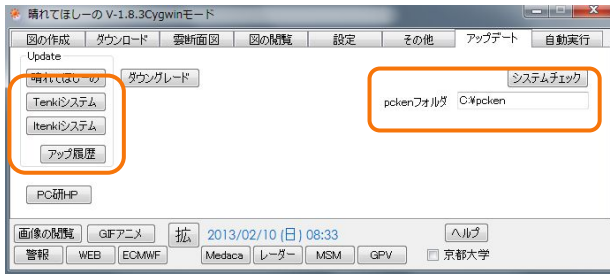 晴れてほしーの V-1.8.3Cygwinモード
図の作成 ダウンロード 雲断面図 図の閲覧 設定 その他 アップデート 自動実行
Update
晴れてほしーの ダウングレード システムチェック
Tenkiシステム pckenフォルダ C:¥pcken
Itenkiシステム
アップ履歴
PC研HP
画像の閲覧 GIFアニメ 拡 2013/02/10 (日) 08:33 ヘルプ
警報 WEB ECMWF Medaca レーダー MSM GPV 京都大学